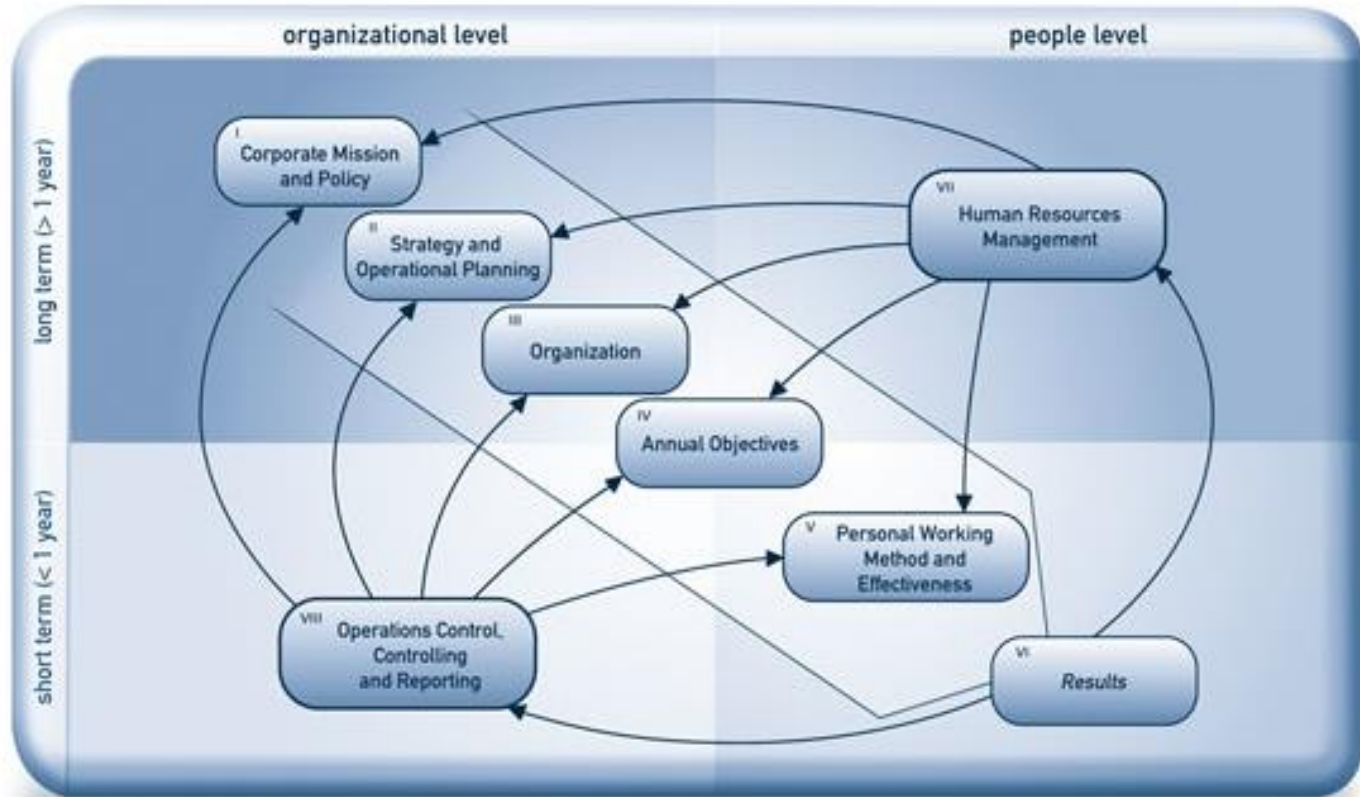 organizational level
people level
long term (> 1 year)
short term (< 1 year)
I
Corporate Mission
and Policy
II
Strategy and
Operational Planning
III
Organization
IV
Annual Objectives
V
Personal Working
Method and
Effectiveness
VI
Results
VII
Human Resources
Management
VIII
Operations Control,
Controlling
and Reporting